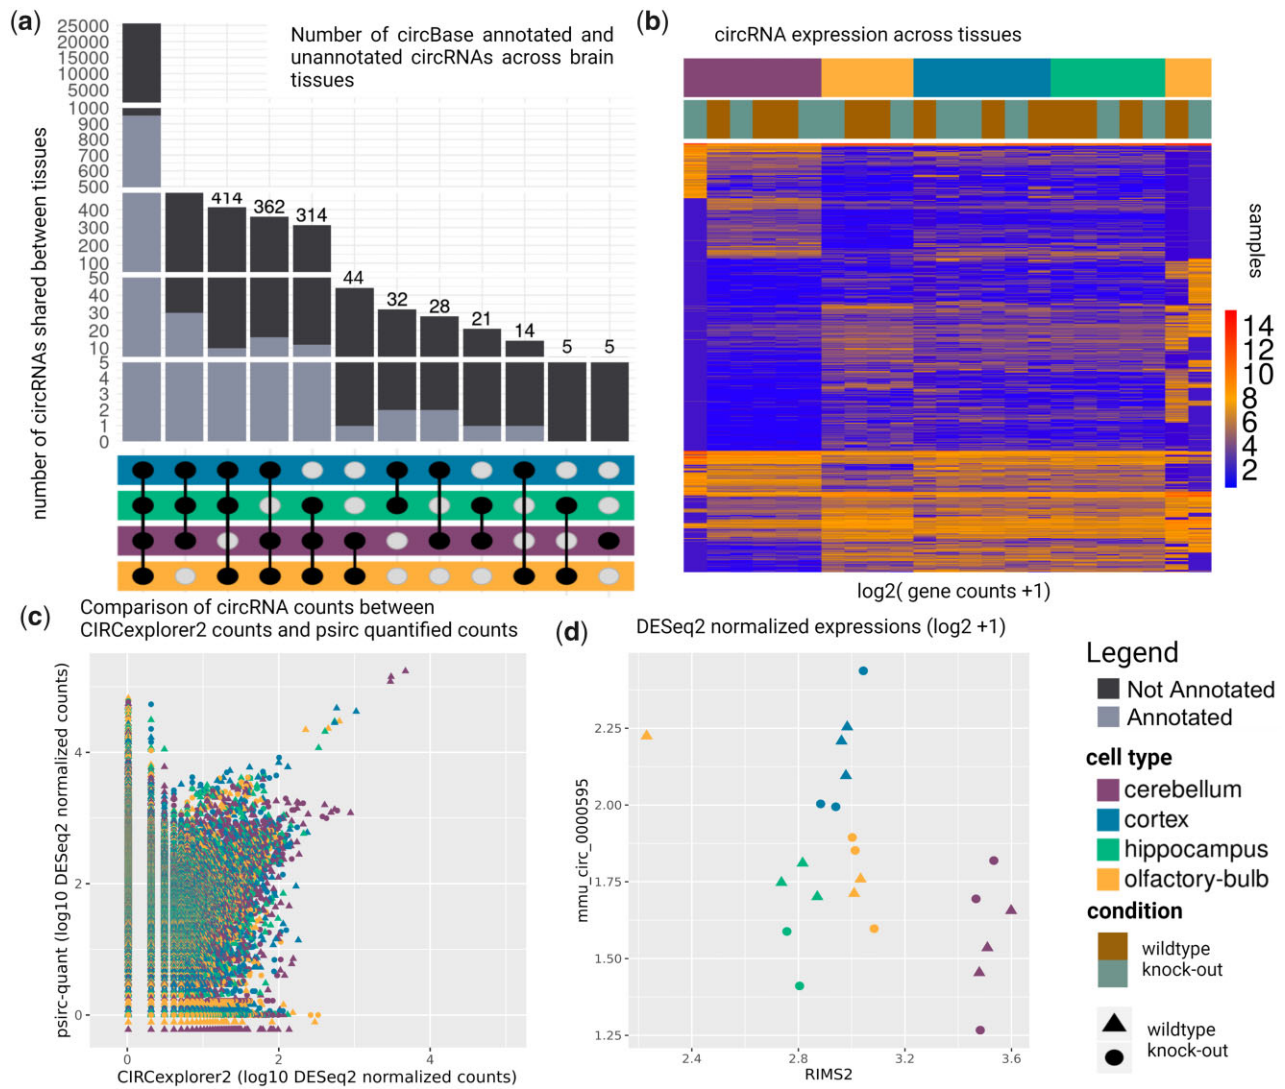 (a)
Number of circBase annotated and
unannotated circRNAs across brain
tissues
number of circRNAs shared between tissues
25000
20000
15000
10000
5000
1000
900
800
700
600
500
400
300
200
100
50
40
30
20
10
5
4
3
2
1
0
414
362
314
44
32
28
21
14
5
5
(b)
circRNA expression across tissues
samples
14
12
10
8
6
4
2
log2( gene counts +1)
(c)
Comparison of circRNA counts between
CIRCexplorer2 counts and psirc quantified counts
psirc-quant (log10 DESeq2 normalized counts)
4
2
0
0
2
4
CIRCexplorer2 (log10 DESeq2 normalized counts)
(d)
DESeq2 normalized expressions (log2 +1)
mmu_circ_0000595
2.25
2.00
1.75
1.50
1.25
2.4
2.8
3.2
3.6
RIMS2
Legend
Not Annotated
Annotated
cell type
cerebellum
cortex
hippocampus
olfactory-bulb
condition
wildtype
knock-out
wildtype
knock-out